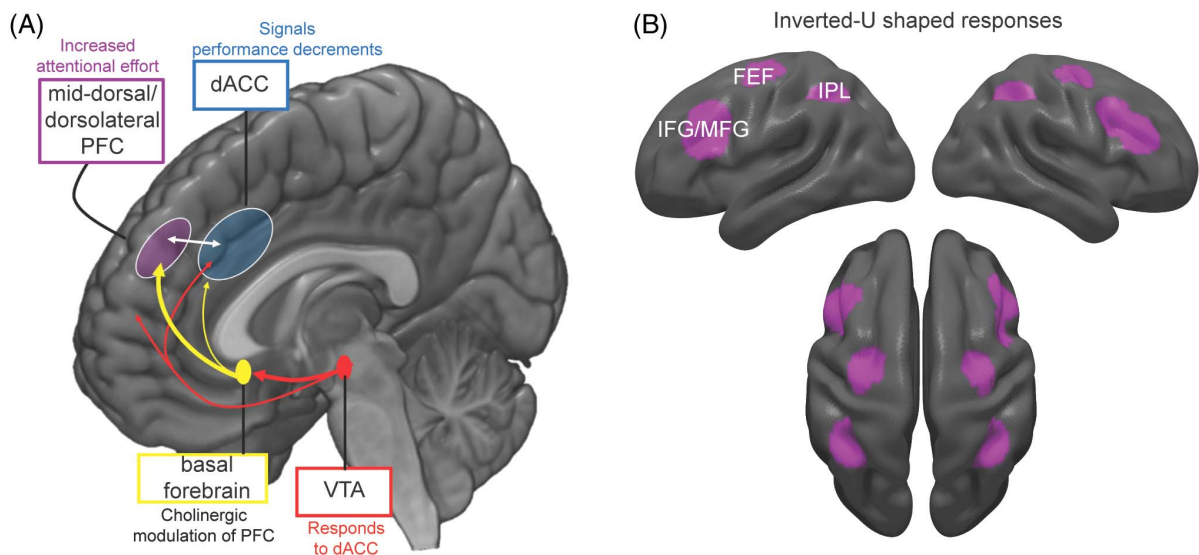 (A)
Increased
attentional effort
mid-dorsal/
dorsolateral
PFC
Signals
performance decrements
dACC
basal
forebrain
Cholinergic
modulation of PFC
VTA
Responds
to dACC
(B)
Inverted-U shaped responses
FEF
IPL
IFG/MFG